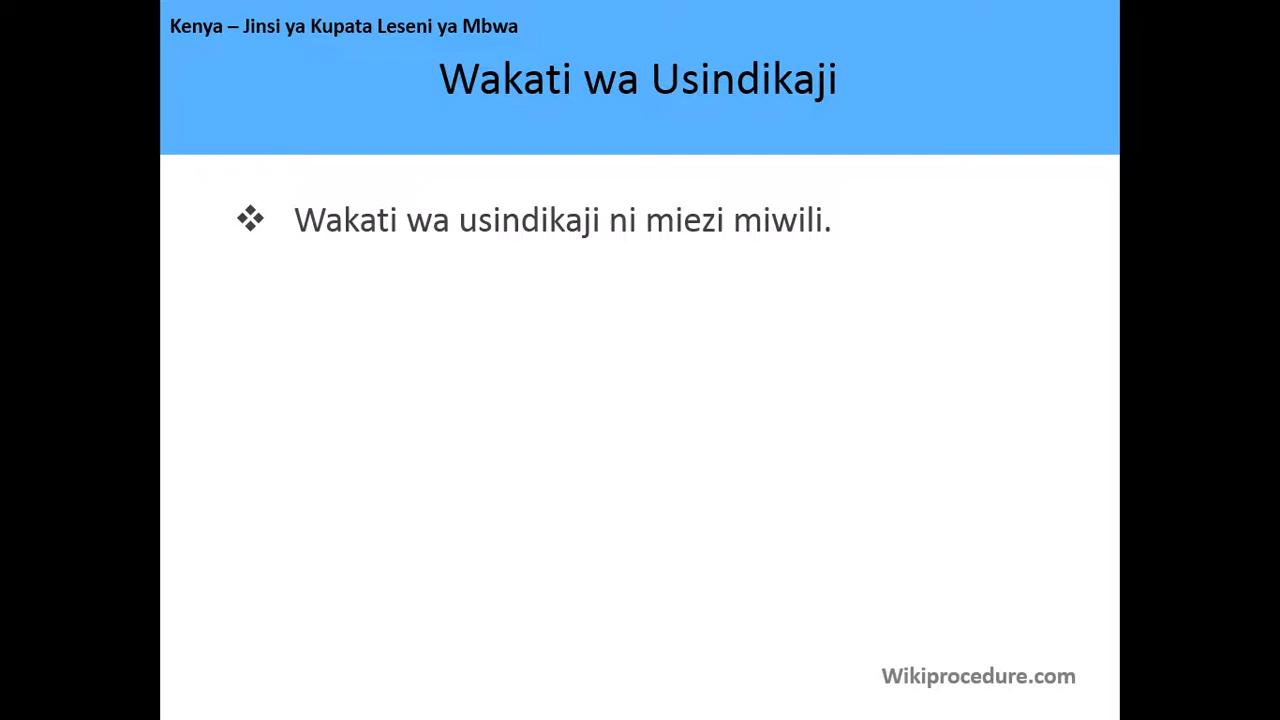 Kenya – Jinsi ya Kupata Leseni ya Mbwa
Wakati wa Usindikaji
❖ Wakati wa usindikaji ni miezi miwili.
Wikiprocedure.com